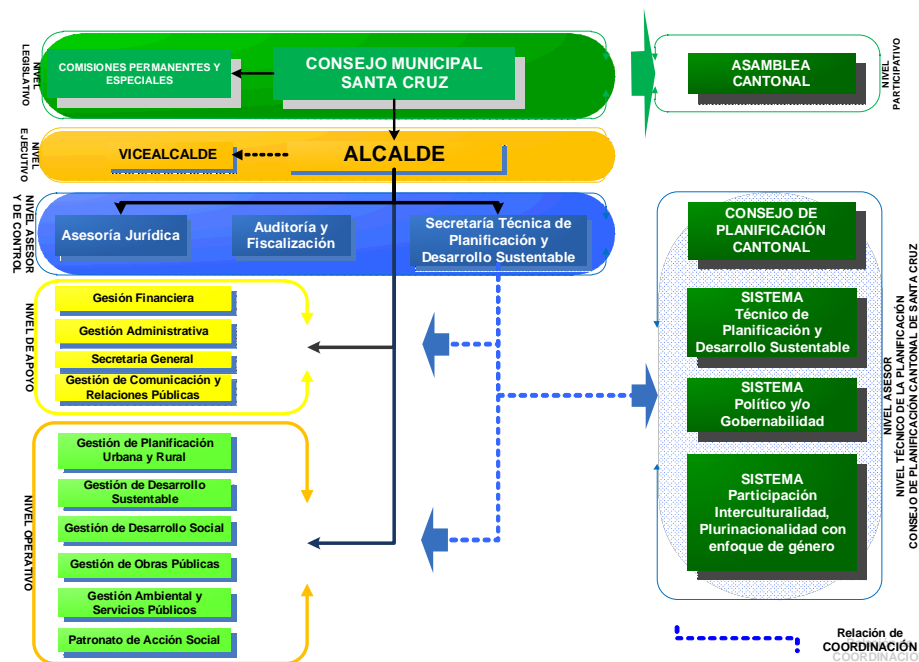 NIVEL
LEGISLATIVO
COMISIONES PERMANENTES Y
ESPECIALES
CONSEJO MUNICIPAL
SANTA CRUZ
ASAMBLEA
CANTONAL
NIVEL
PARTICIPATIVO
NIVEL
EJECUTIVO
VICEALCALDE
ALCALDE
NIVEL ASESOR
Y DE CONTROL
Asesoría Jurídica
Auditoría y
Fiscalización
Secretaría Técnica de
Planificación y
Desarrollo Sustentable
NIVEL DE APOYO
Gesión Financiera
Gestión Administrativa
Secretaria General
Gestión de Comunicación y
Relaciones Públicas
NIVEL OPERATIVO
Gestión de Planificación
Urbana y Rural
Gestión de Desarrollo
Sustentable
Gestión de Desarrollo Social
Gestión de Obras Públicas
Gestión Ambiental y
Servicios Públicos
Patronato de Acción Social
CONSEJO DE
PLANIFICACIÓN
CANTONAL
SISTEMA
Técnico de
Planificación y
Desarrollo Sustentable
SISTEMA
Político y/o
Gobernabilidad
SISTEMA
Participación
Interculturalidad,
Plurinacionalidad con
enfoque de género
NIVEL ASESOR
NIVEL TÉCNICO DE LA PLANIFICACIÓN
CONSEJO DE PLANIFICACIÓN CANTONAL DE SANTA CRUZ
Relación de
COORDINACIÓN